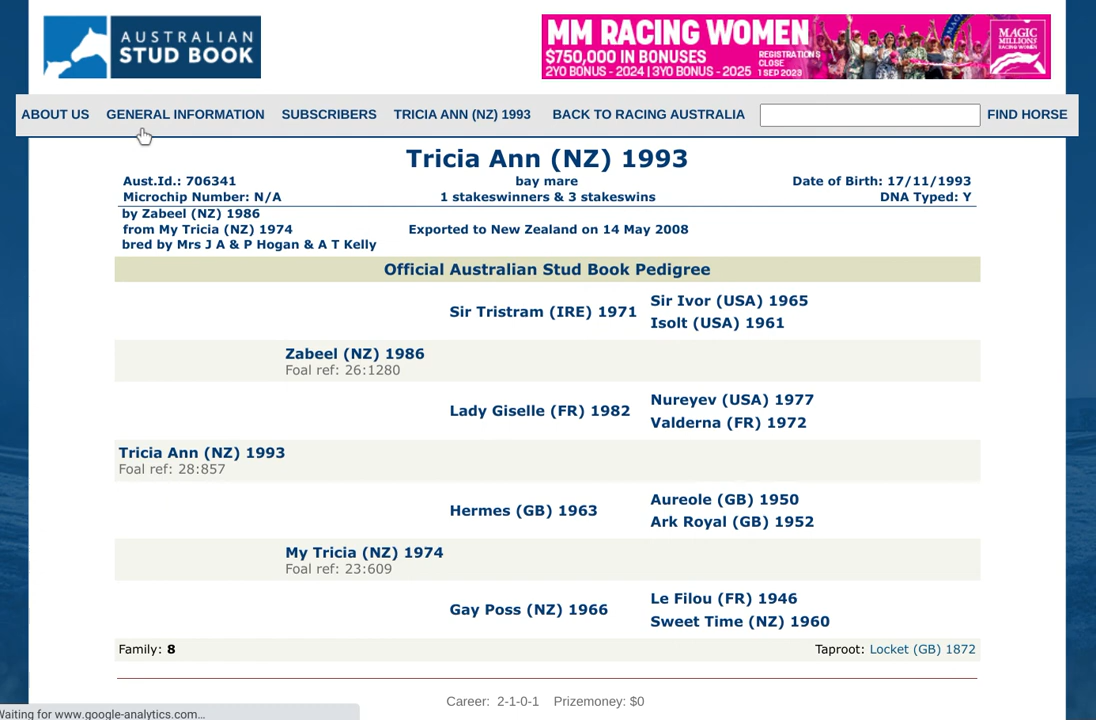 AUSTRALIAN
STUD BOOK
MM RACING WOMEN
$750,000 IN BONUSES
REGISTRATIONS
CLOSE
1 SEP 2023
2YO BONUS - 2024 | 3YO BONUS - 2025
MAGIC
MILLIONS
RACING WOMEN
ABOUT US GENERAL INFORMATION SUBSCRIBERS TRICIA ANN (NZ) 1993 BACK TO RACING AUSTRALIA FIND HORSE
Tricia Ann (NZ) 1993
Aust.Id.: 706341 bay mare Date of Birth: 17/11/1993
Microchip Number: N/A 1 stakeswinners & 3 stakeswins DNA Typed: Y
by Zabeel (NZ) 1986
from My Tricia (NZ) 1974 Exported to New Zealand on 14 May 2008
bred by Mrs J A & P Hogan & A T Kelly
Official Australian Stud Book Pedigree
Sir Ivor (USA) 1965
Sir Tristram (IRE) 1971
Isolt (USA) 1961
Zabeel (NZ) 1986
Foal ref: 26:1280
Nureyev (USA) 1977
Lady Giselle (FR) 1982
Valderna (FR) 1972
Tricia Ann (NZ) 1993
Foal ref: 28:857
Aureole (GB) 1950
Hermes (GB) 1963
Ark Royal (GB) 1952
My Tricia (NZ) 1974
Foal ref: 23:609
Le Filou (FR) 1946
Gay Poss (NZ) 1966
Sweet Time (NZ) 1960
Family: 8 Taproot: Locket (GB) 1872
Career: 2-1-0-1 Prizemoney: $0
Waiting for www.google-analytics.com...